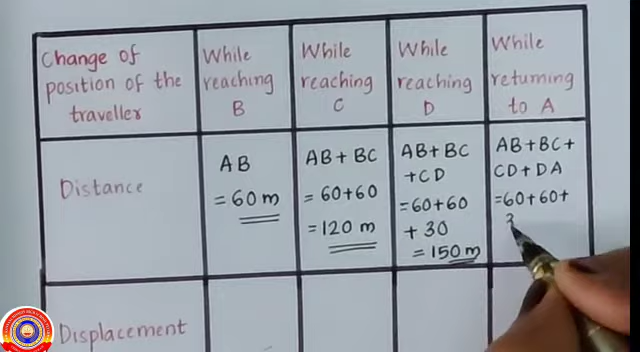 Change of
position of the
traveller
While
reaching
B
While
reaching
C
While
reaching
D
While
returning
to A
Distance
AB
= 60 m
AB + BC
= 60+60
= 120 m
AB+ BC
+CD
=60+60
+ 30
= 150 m
AB+BC+
CD+DA
=60+60+
Displacement